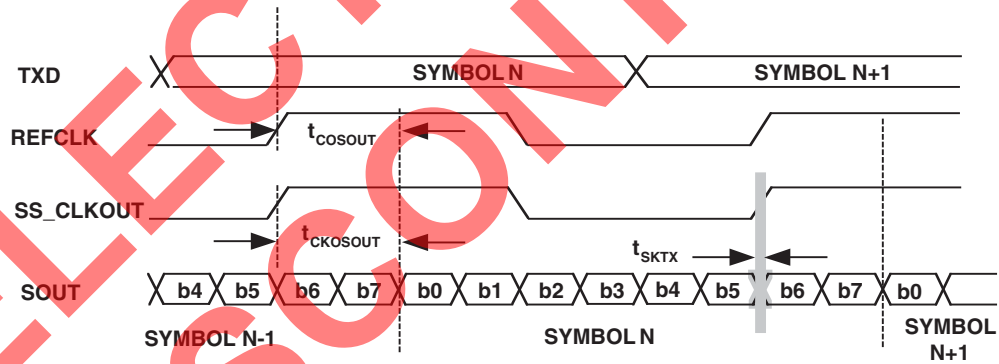 TXD
SYMBOL N
SYMBOL N+1
REFCLK
tCOSOUT
SS_CLKOUT
tCKOSOUT
tSKTX
SOUT
b4 b5 b6 b7 b0 b1 b2 b3 b4 b5 b6 b7 b0
SYMBOL N-1
SYMBOL N
SYMBOL
N+1